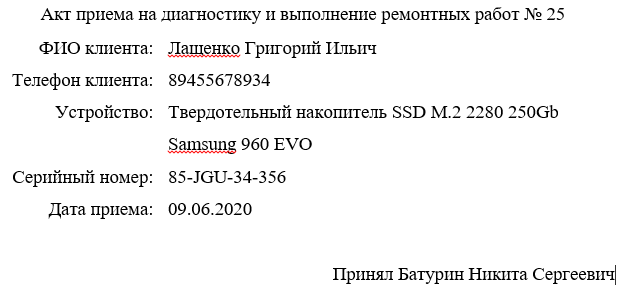 Акт приема на диагностику и выполнение ремонтных работ № 25
ФИО клиента: Лащенко Григорий Ильич
Телефон клиента: 89455678934
Устройство: Твердотельный накопитель SSD M.2 2280 250Gb
Samsung 960 EVO
Серийный номер: 85-JGU-34-356
Дата приема: 09.06.2020
Принял Батурин Никита Сергеевич